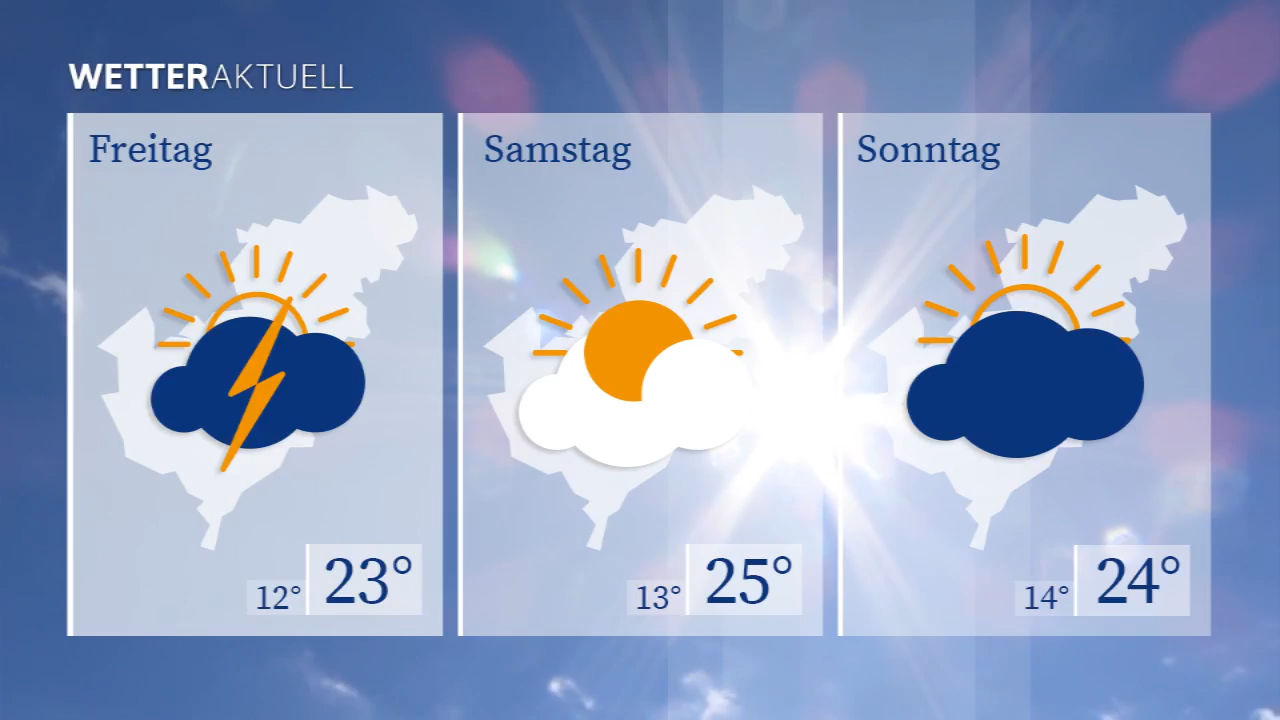 WETTERAKTUELL
Freitag
12° 23°
Samstag
13° 25°
Sonntag
14° 24°